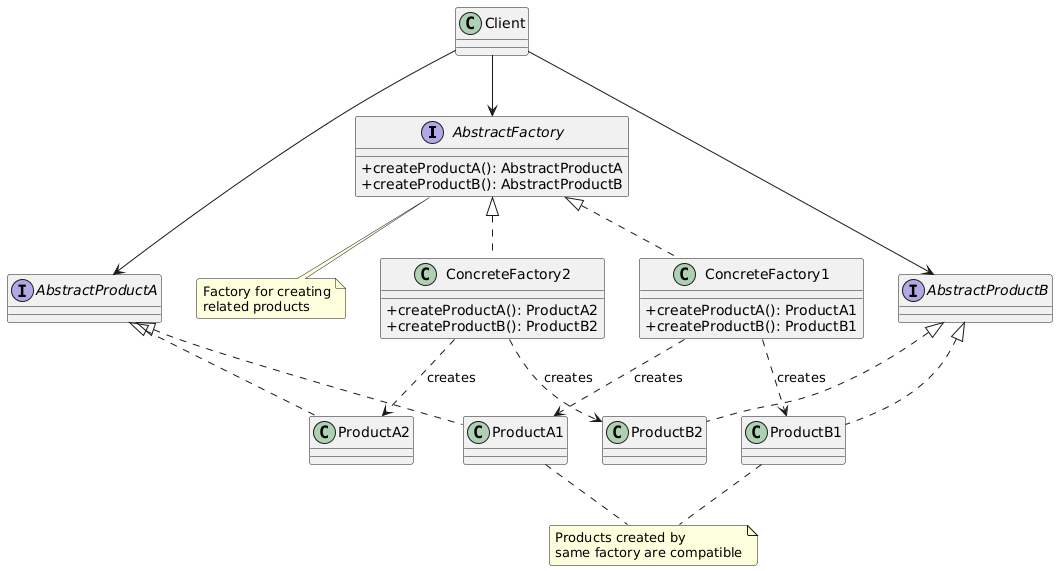 C Client
I AbstractFactory
+createProductA(): AbstractProductA
+createProductB(): AbstractProductB
I AbstractProductA
Factory for creating
related products
C ConcreteFactory2
+createProductA(): ProductA2
+createProductB(): ProductB2
C ConcreteFactory1
+createProductA(): ProductA1
+createProductB(): ProductB1
I AbstractProductB
creates
creates
creates
creates
C ProductA2
C ProductA1
C ProductB2
C ProductB1
Products created by
same factory are compatible